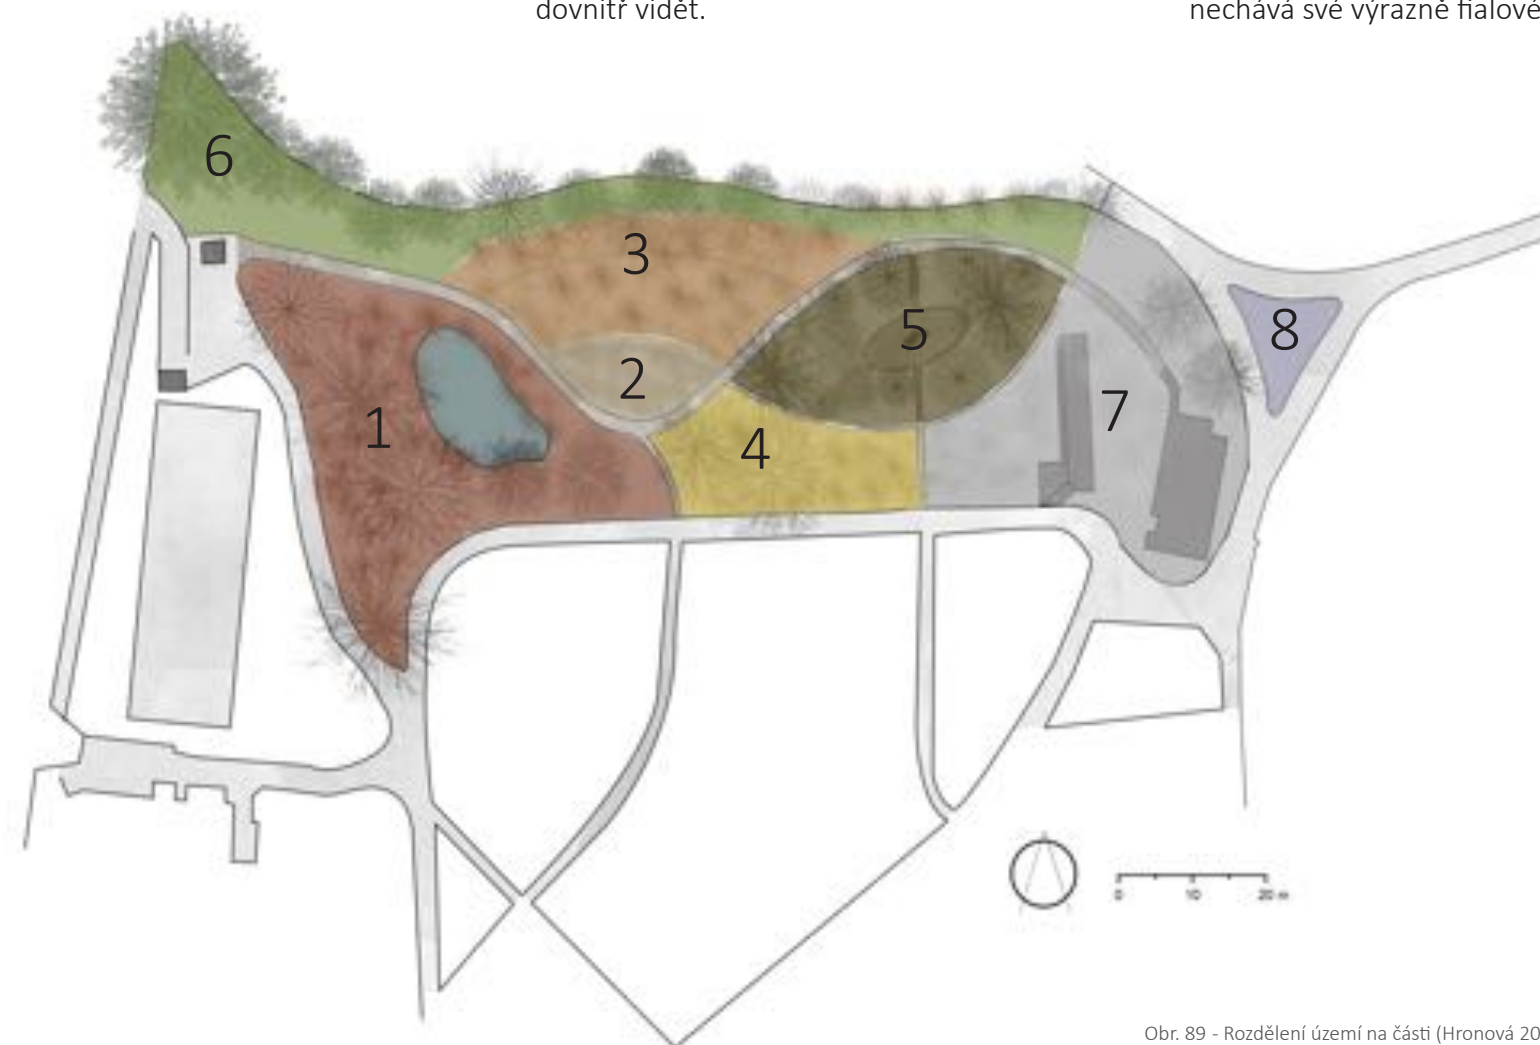 dovnitř vidět.
nechává své výrazně fialové
6
3
8
5
2
7
1
4
0 10 20 m
Obr. 89 - Rozdělení území na části (Hronová 20